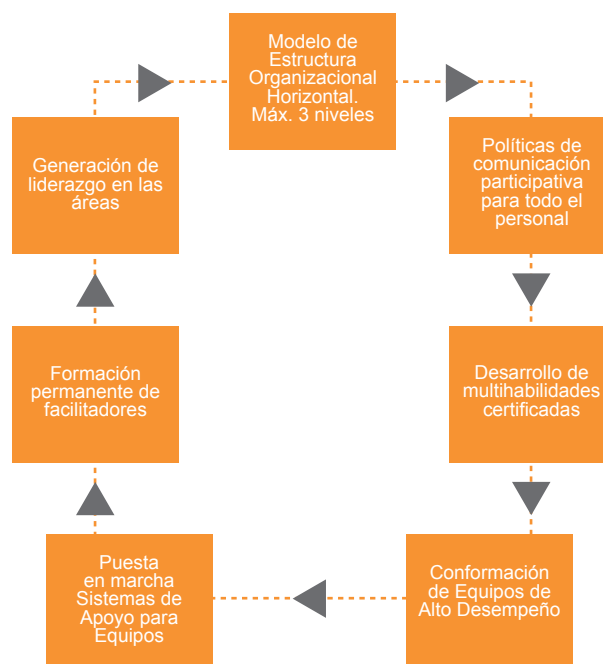 Modelo de
Estructura
Organizacional
Horizontal.
Máx. 3 niveles
Políticas de
comunicación
participativa
para todo el
personal
Desarrollo de
multihabilidades
certificadas
Conformación
de Equipos de
Alto Desempeño
Puesta
en marcha
Sistemas de
Apoyo para
Equipos
Formación
permanente de
facilitadores
Generación de
liderazgo en las
áreas